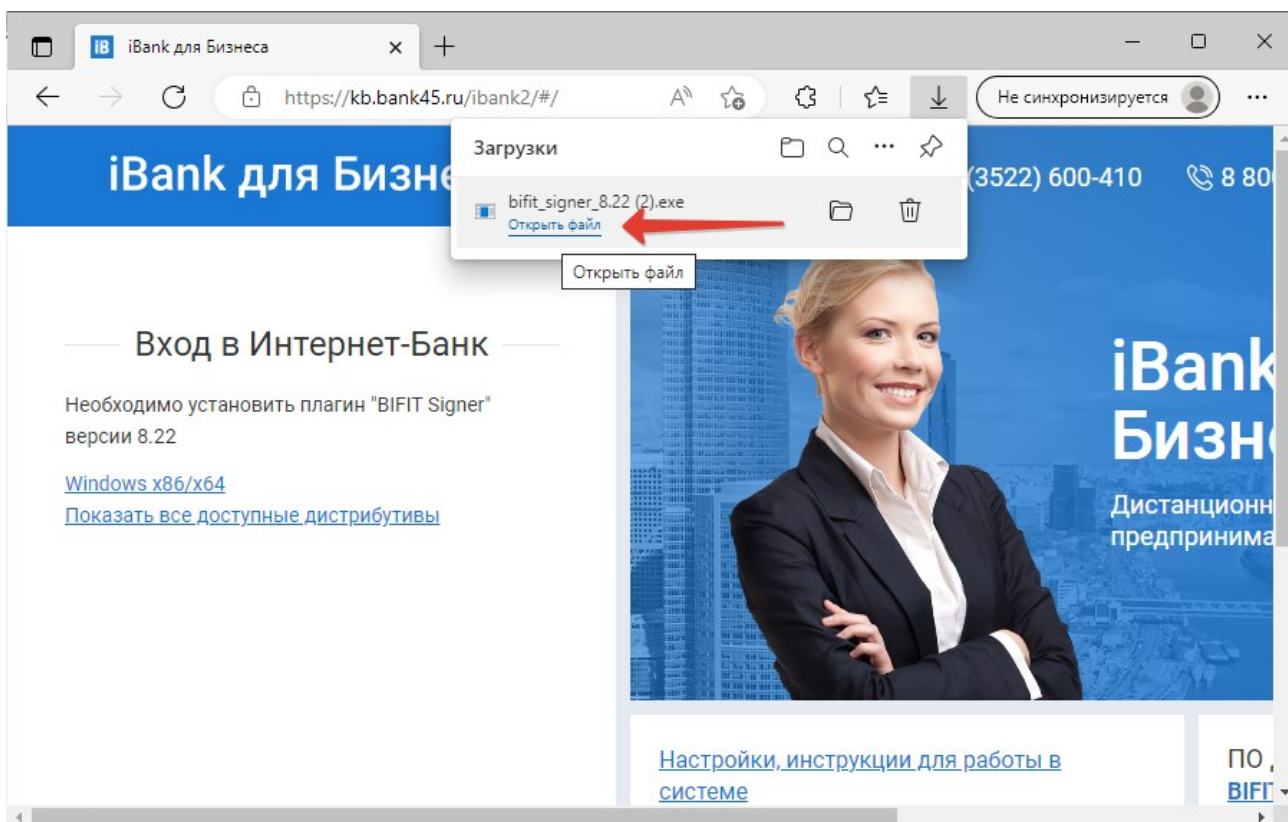 iB iBank для Бизнеса
https://kb.bank45.ru/ibank2/#/
Не синхронизируется
Загрузки
bifit_signer_8.22 (2).exe
Открыть файл
Открыть файл
iBank для Бизне
(3522) 600-410
8 80
Вход в Интернет-Банк
Необходимо установить плагин "BIFIT Signer"
версии 8.22
Windows x86/x64
Показать все доступные дистрибутивы
iBank
Бизн
Дистанционн
предпринима
Настройки, инструкции для работы в
системе
ПО
BIFIT